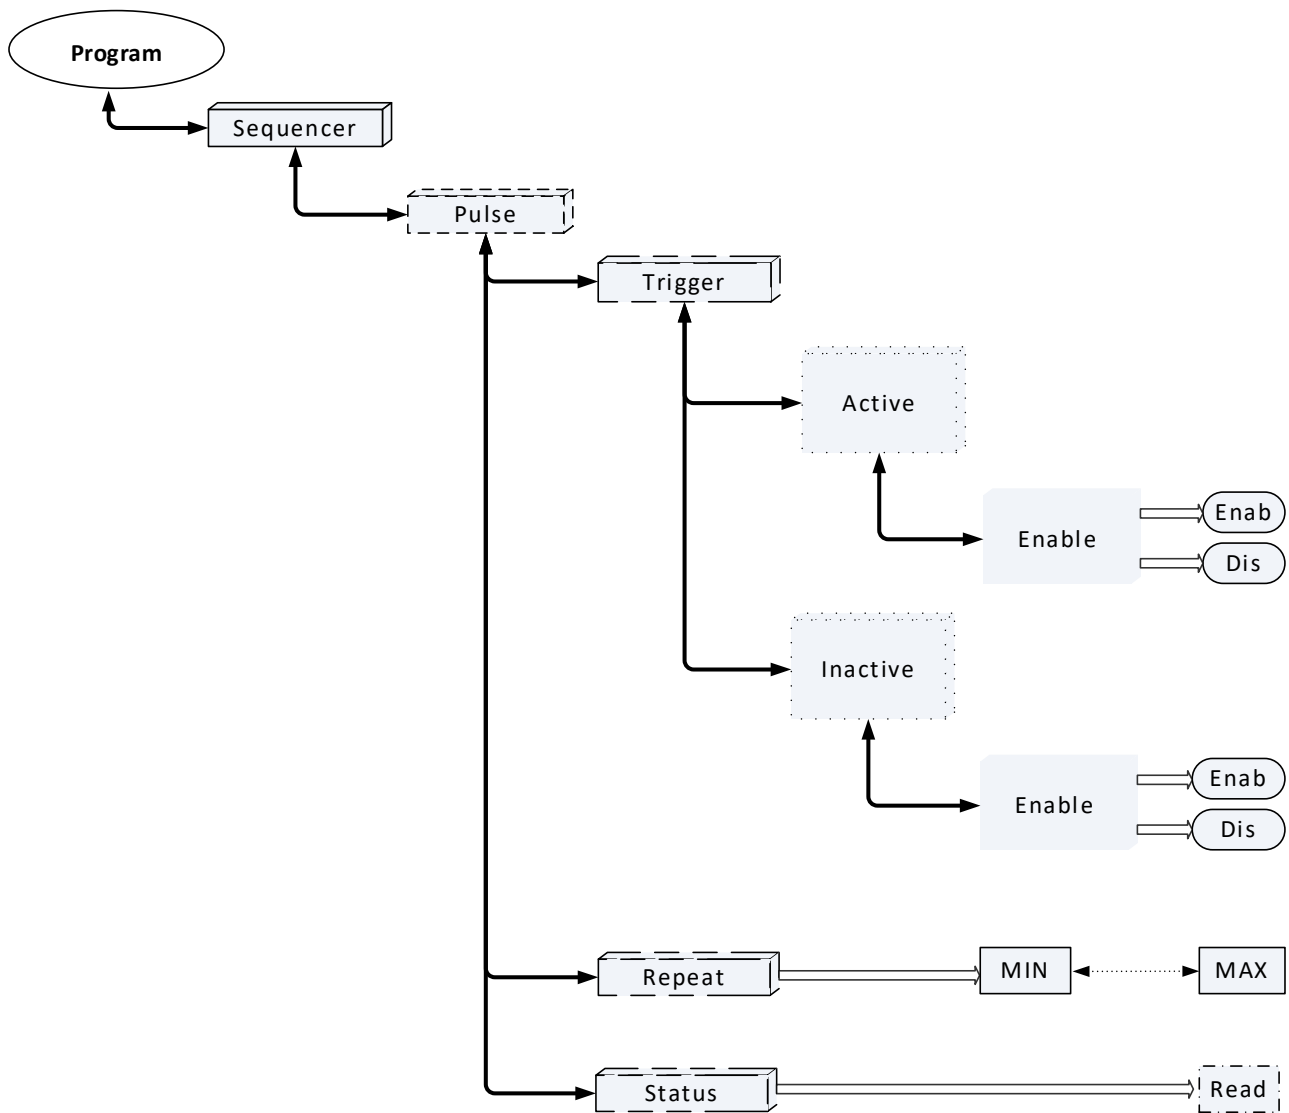 Program
Sequencer
Pulse
Trigger
Active
Enable
Enab
Dis
Inactive
Enable
Enab
Dis
Repeat
MIN
MAX
Status
Read